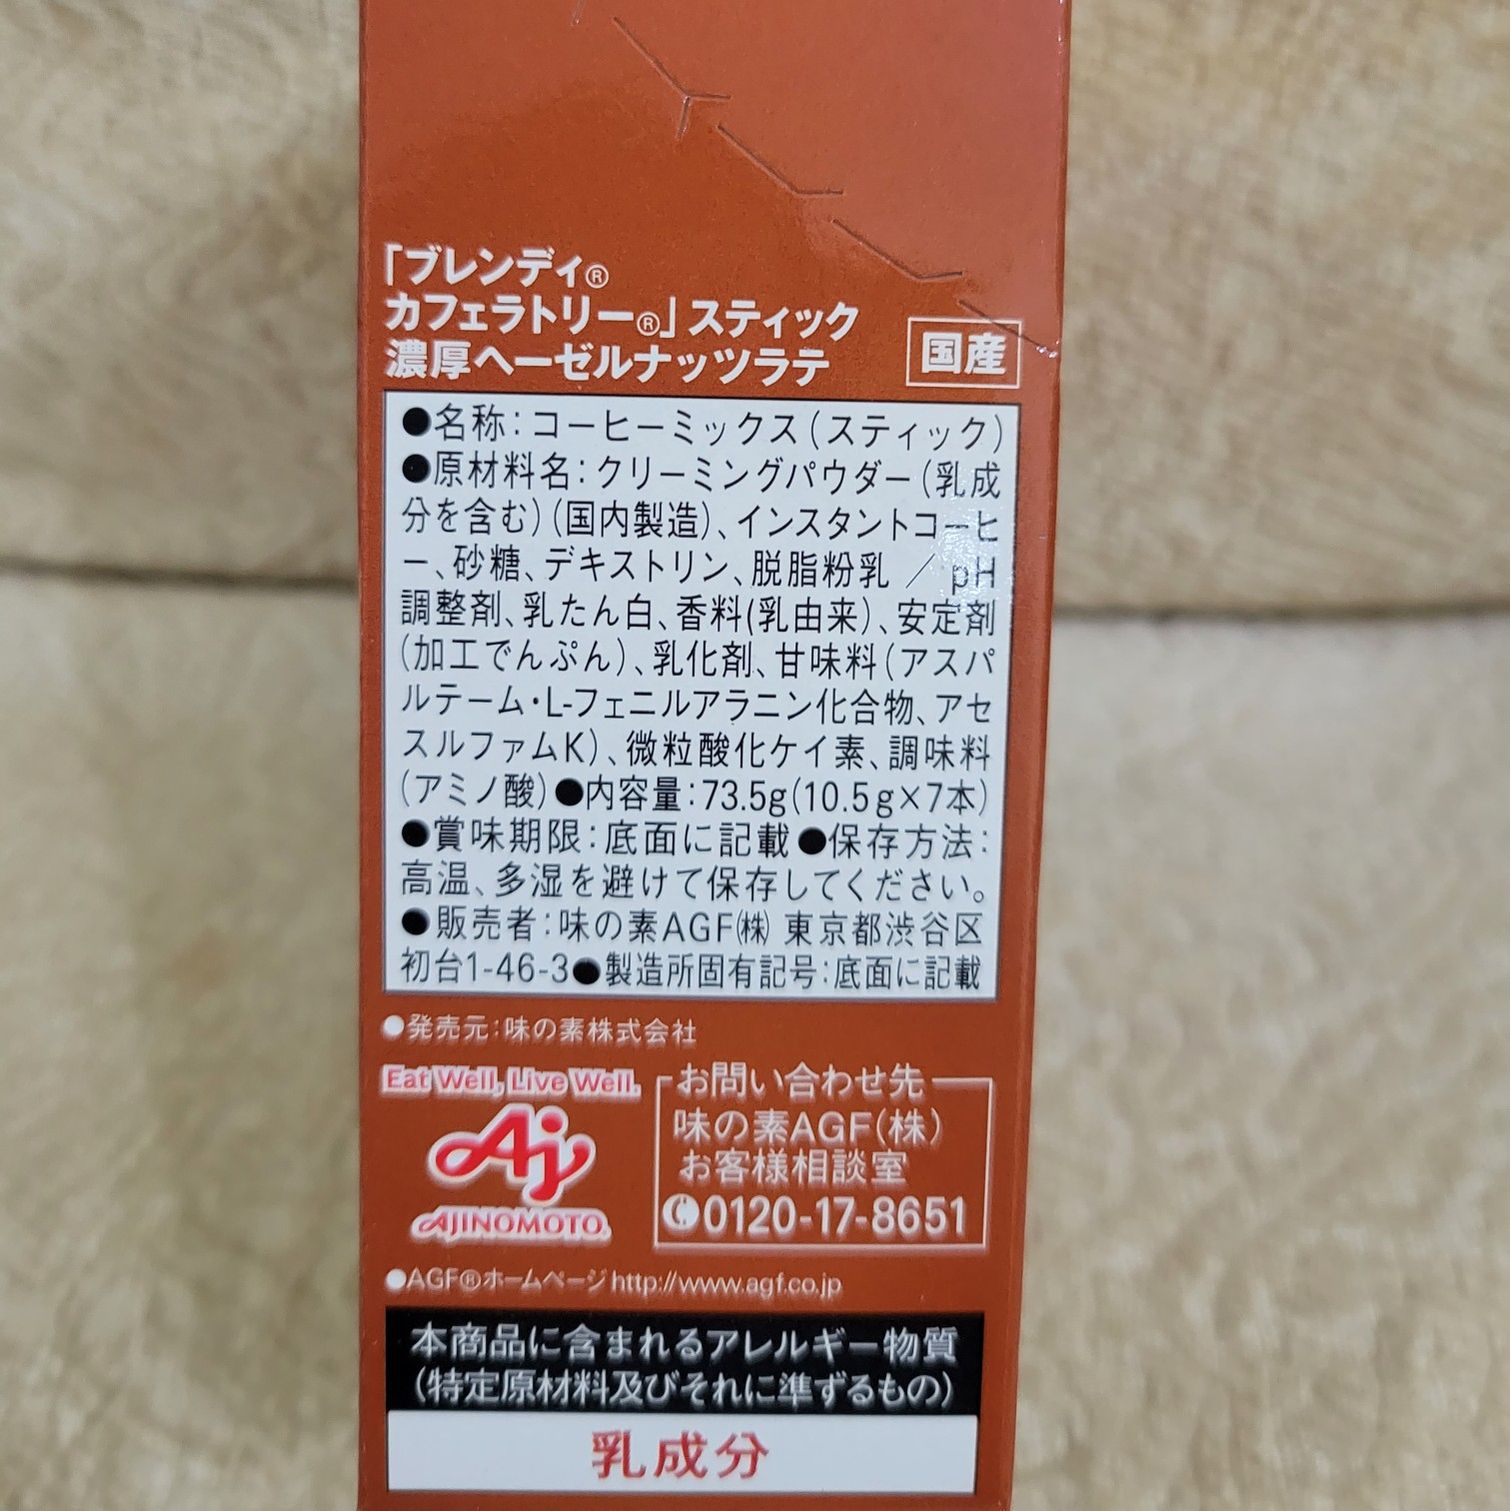 「ブレンディ®
カフェラトリー®」スティック
濃厚ヘーゼルナッツラテ
国産
●名称:コーヒーミックス(スティック)
●原材料名:クリーミングパウダー(乳成
分を含む)(国内製造)、インスタントコーヒ
ー、砂糖、デキストリン、脱脂粉乳／pH
調整剤、乳たん白、香料(乳由来)、安定剤
(加工でんぷん)、乳化剤、甘味料(アスパ
ルテーム・L-フェニルアラニン化合物、アセ
スルファムK)、微粒酸化ケイ素、調味料
(アミノ酸)●内容量:73.5g(10.5g×7本)
●賞味期限:底面に記載●保存方法:
高温、多湿を避けて保存してください。
●販売者:味の素AGF㈱ 東京都渋谷区
初台1-46-3●製造所固有記号:底面に記載
●発売元:味の素株式会社
Eat Well, Live Well.
Aj
AJINOMOTO.
お問い合わせ先
味の素AGF(株)
お客様相談室
0120-17-8651
●AGF®ホームページ http://www.agf.co.jp
本商品に含まれるアレルギー物質
(特定原材料及びそれに準ずるもの)
乳成分